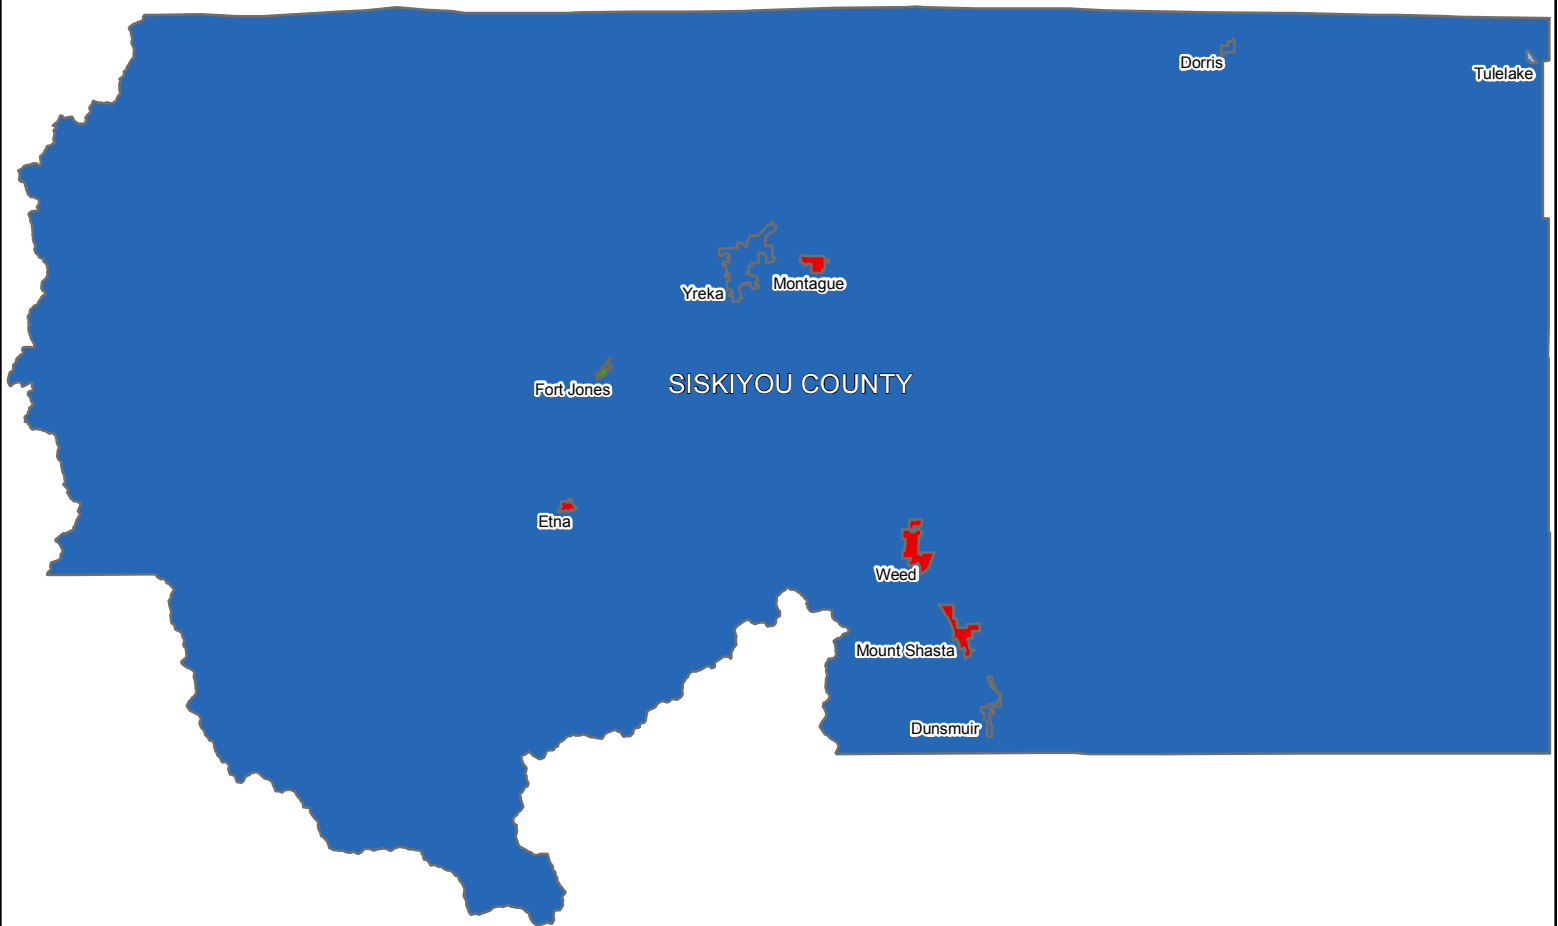 Dorris
Tulelake
Yreka
Montague
Fort Jones
SISKIYOU COUNTY
Etna
Weed
Mount Shasta
Dunsmuir